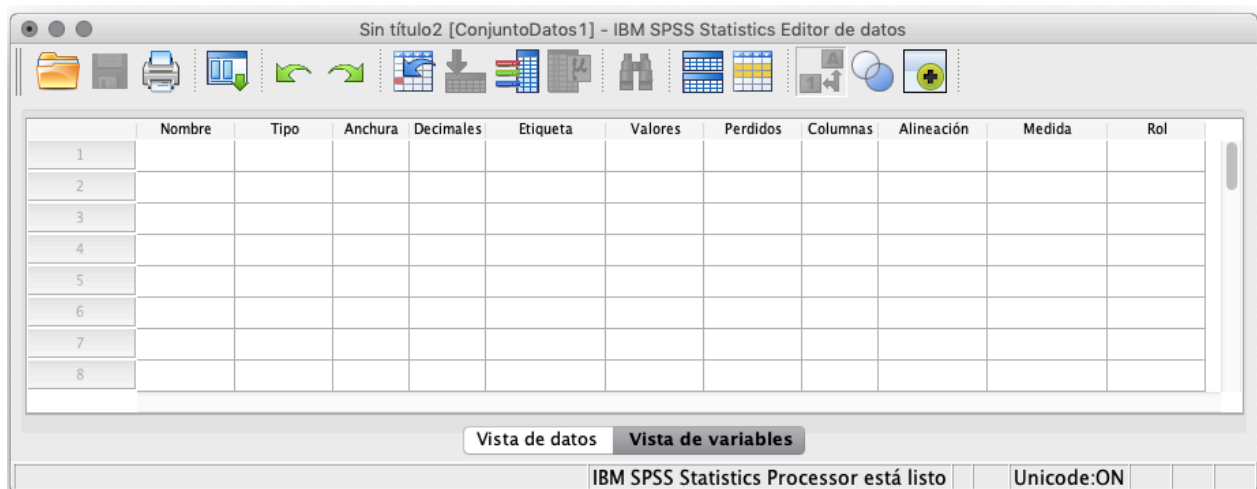 Sin título2 [ConjuntoDatos1] - IBM SPSS Statistics Editor de datos
Nombre Tipo Anchura Decimales Etiqueta Valores Perdidos Columnas Alineación Medida Rol
1
2
3
4
5
6
7
8
Vista de datos Vista de variables
IBM SPSS Statistics Processor está listo Unicode:ON